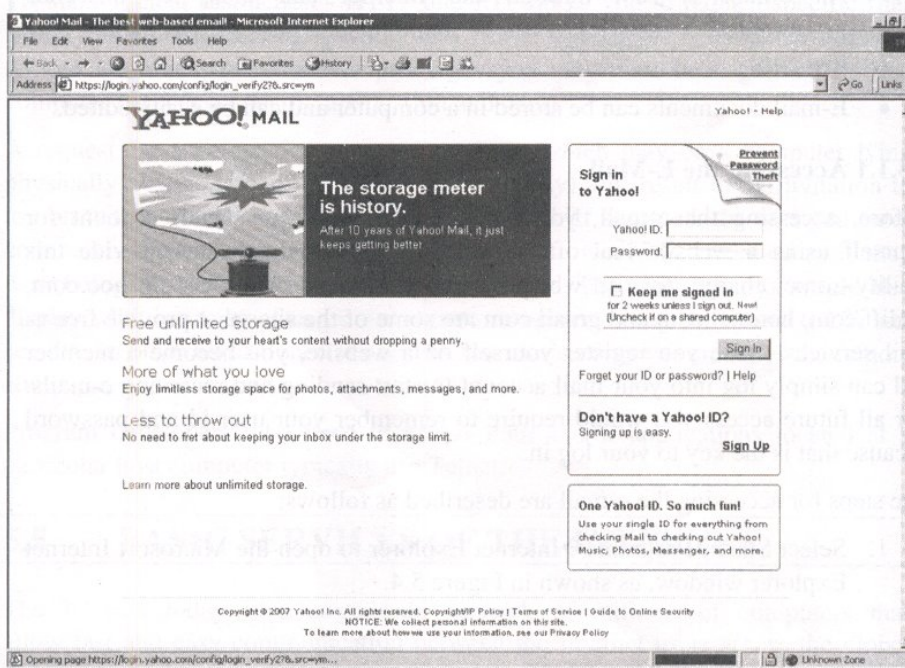 Yahoo! Mail - The best web-based email! - Microsoft Internet Explorer
File Edit View Favorites Tools Help
Back Search Favorites History
Address https://login.yahoo.com/config/login_verify2?&.src=ym Go Links
YAHOO! MAIL
Yahoo! - Help
The storage meter
is history.
After 10 years of Yahoo! Mail, it just
keeps getting better
Free unlimited storage
Send and receive to your heart's content without dropping a penny.
More of what you love
Enjoy limitless storage space for photos, attachments, messages, and more.
Less to throw out
No need to fret about keeping your inbox under the storage limit.
Learn more about unlimited storage.
Prevent
Password
Theft
Sign in
to Yahoo!
Yahoo! ID:
Password:
Keep me signed in
for 2 weeks unless I sign out. New!
(Uncheck if on a shared computer)
Sign In
Forget your ID or password? | Help
Don't have a Yahoo! ID?
Signing up is easy.
Sign Up
One Yahoo! ID. So much fun!
Use your single ID for everything from
checking Mail to checking out Yahoo!
Music, Photos, Messenger, and more.
Copyright © 2007 Yahoo! Inc. All rights reserved. Copyright/IP Policy | Terms of Service | Guide to Online Security
NOTICE: We collect personal information on this site.
To learn more about how we use your information, see our Privacy Policy
Opening page https://login.yahoo.com/config/login_verify2?&.src=ym... Unknown Zone